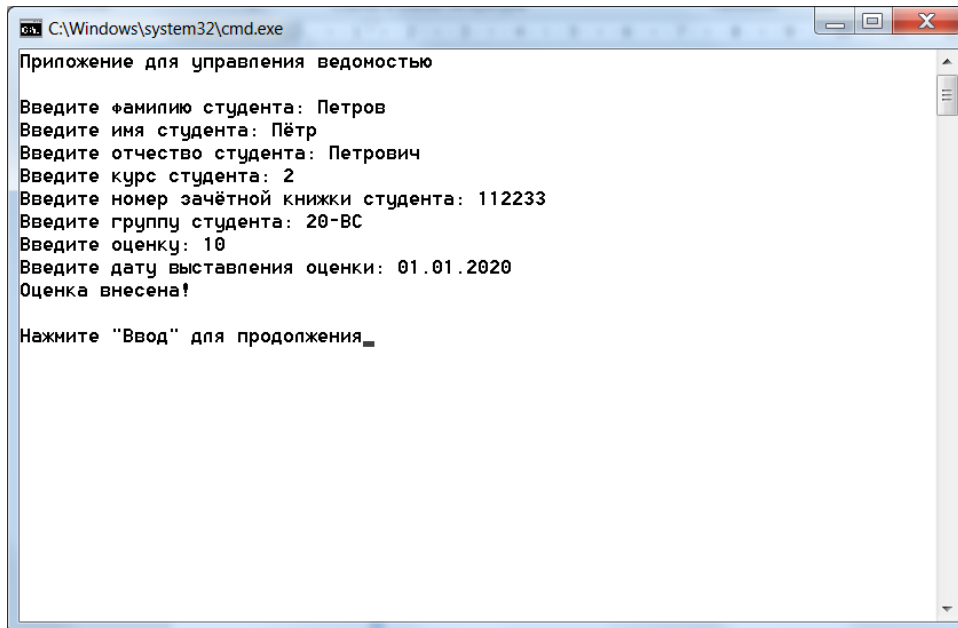 C:\Windows\system32\cmd.exe
Приложение для управления ведомостью
Введите фамилию студента: Петров
Введите имя студента: Пётр
Введите отчество студента: Петрович
Введите курс студента: 2
Введите номер зачётной книжки студента: 112233
Введите группу студента: 20-ВС
Введите оценку: 10
Введите дату выставления оценки: 01.01.2020
Оценка внесена!
Нажмите "Ввод" для продолжения_